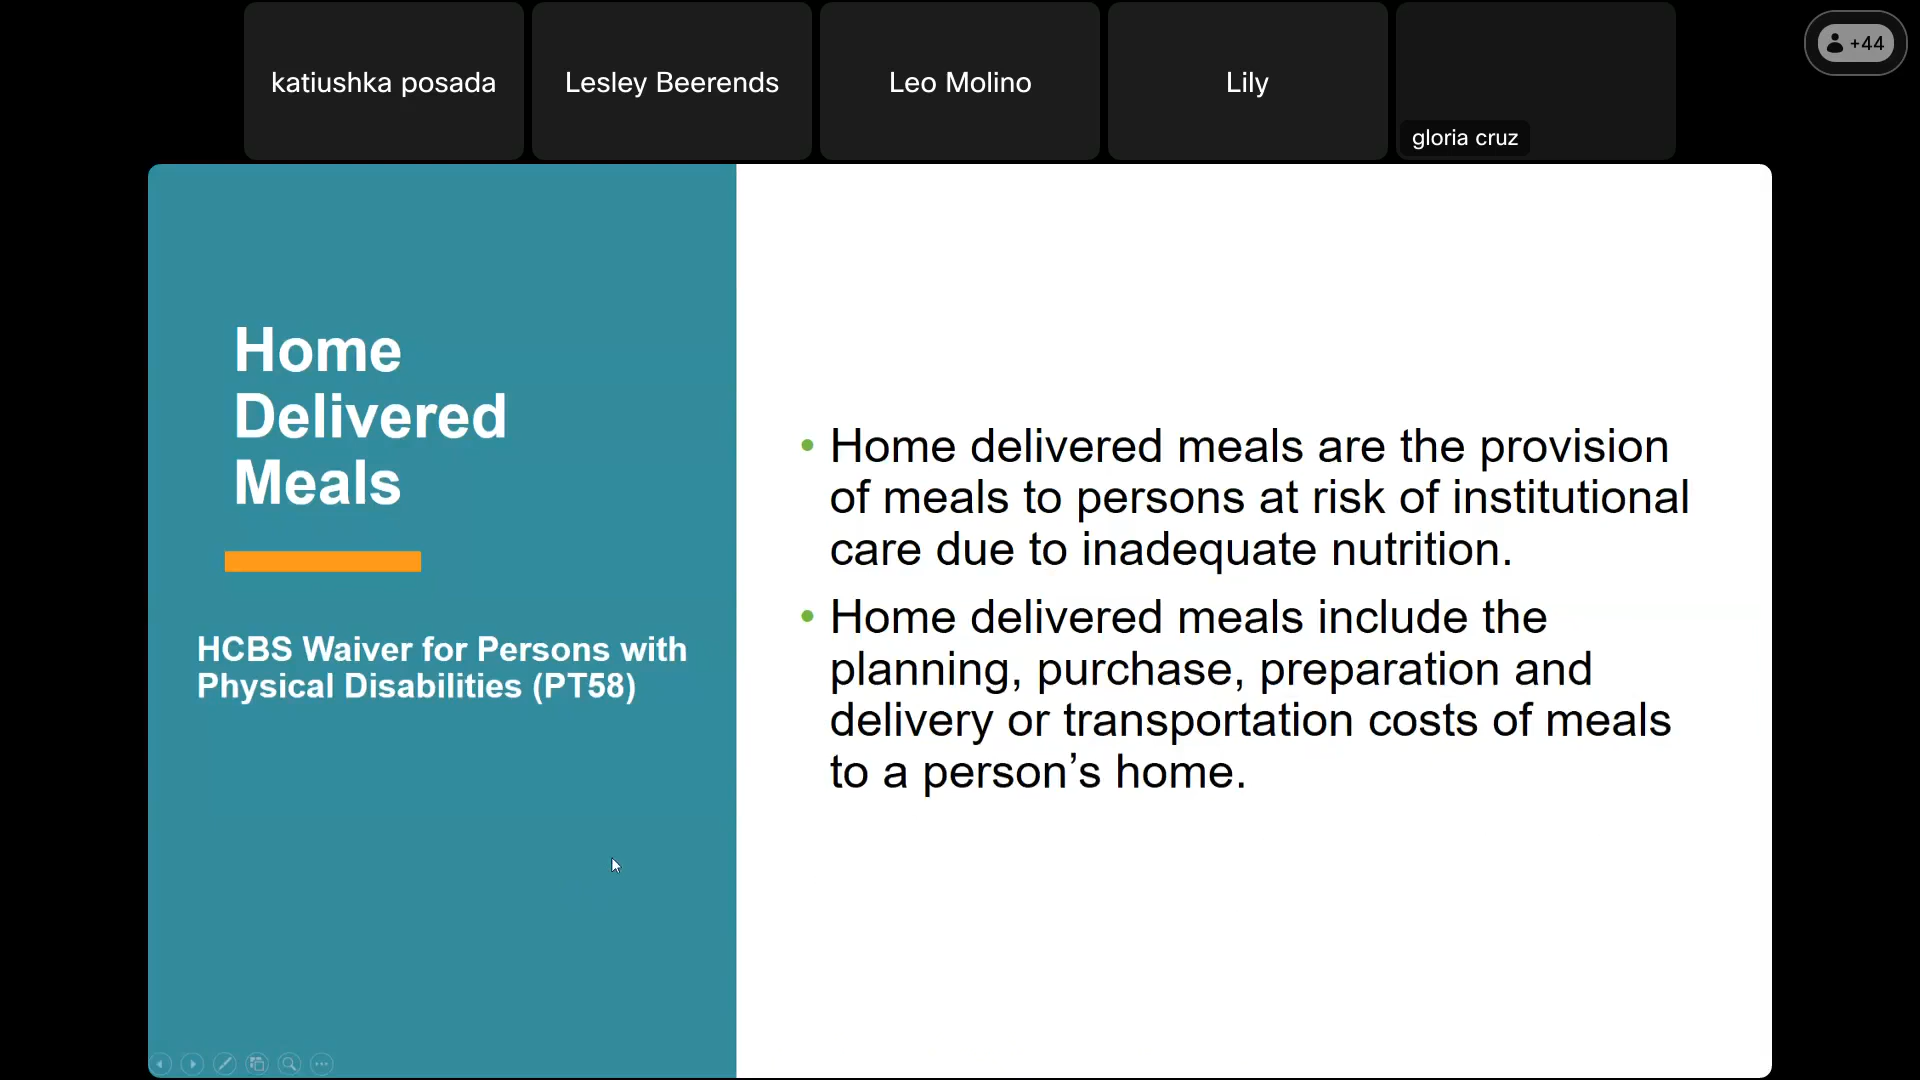 katiushka posada
Lesley Beerends
Leo Molino
Lily
gloria cruz
+44
Home
Delivered
Meals
HCBS Waiver for Persons with
Physical Disabilities (PT58)
• Home delivered meals are the provision
of meals to persons at risk of institutional
care due to inadequate nutrition.
• Home delivered meals include the
planning, purchase, preparation and
delivery or transportation costs of meals
to a person’s home.